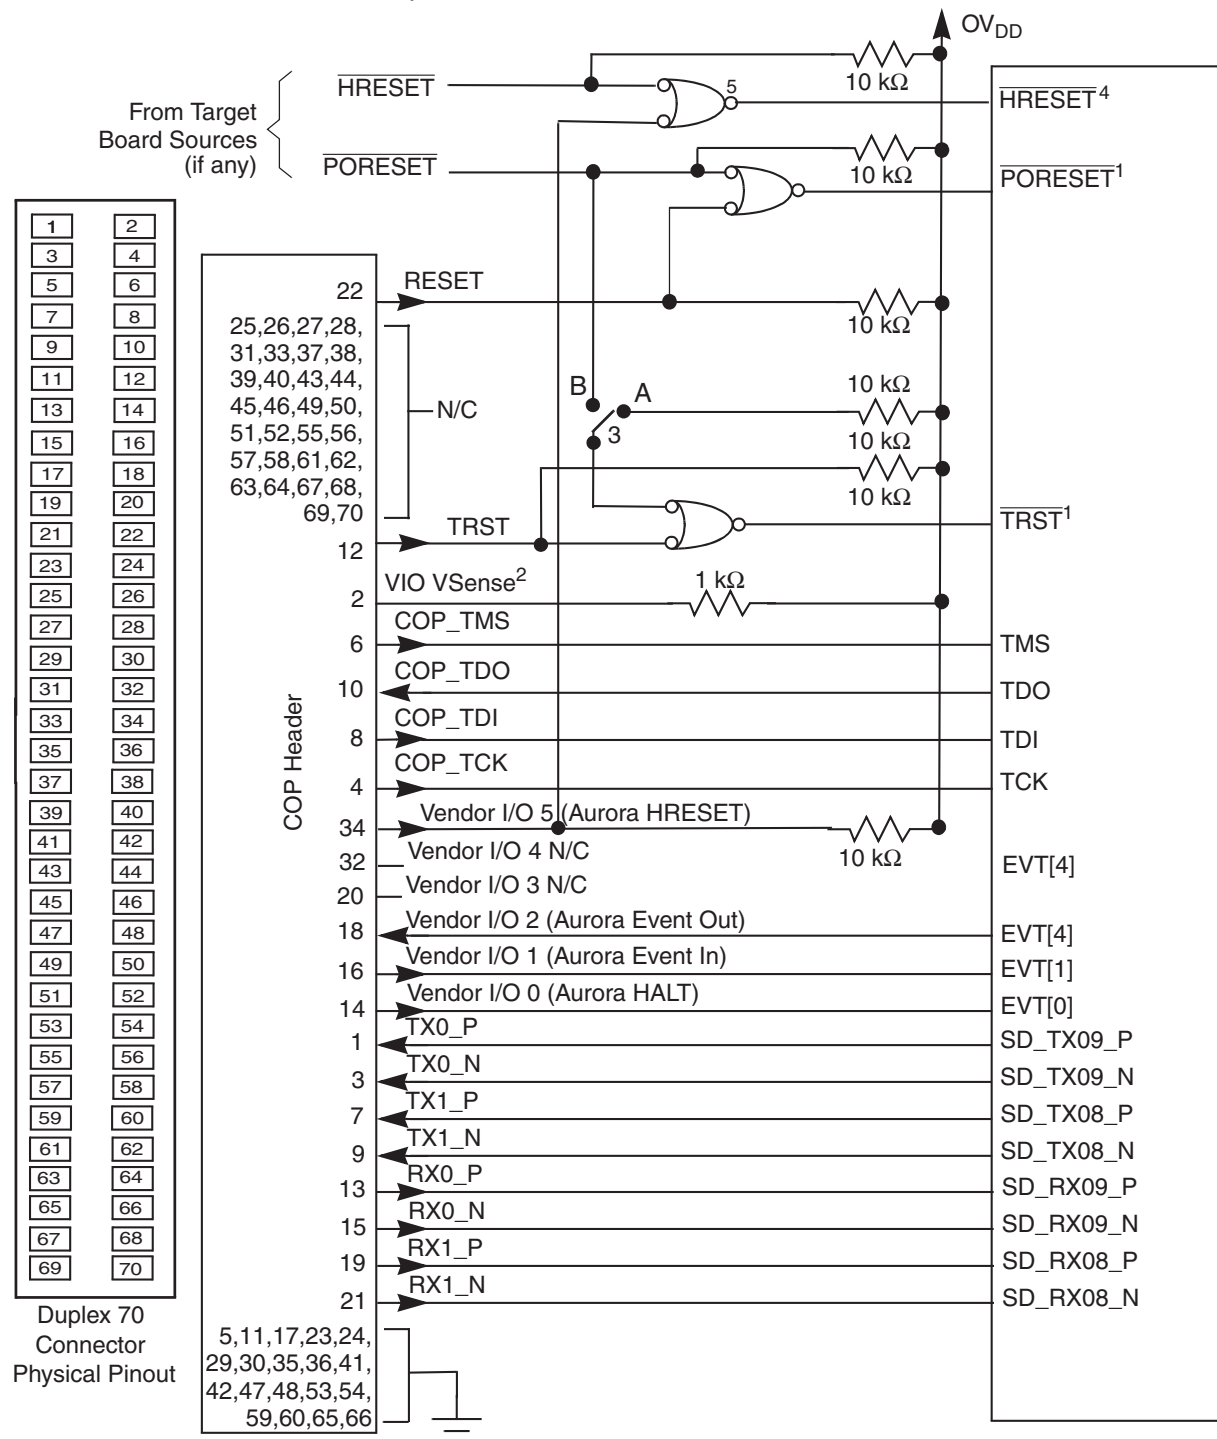 OVDD
10 kΩ
HRESET
5
HRESET4
From Target
Board Sources
(if any)
PORESET
10 kΩ
PORESET1
1 2
3 4
5 6
7 8
9 10
11 12
13 14
15 16
17 18
19 20
21 22
23 24
25 26
27 28
29 30
31 32
33 34
35 36
37 38
39 40
41 42
43 44
45 46
47 48
49 50
51 52
53 54
55 56
57 58
59 60
61 62
63 64
65 66
67 68
69 70
Duplex 70
Connector
Physical Pinout
COP Header
22 RESET
10 kΩ
25,26,27,28,
31,33,37,38,
39,40,43,44,
45,46,49,50,
51,52,55,56,
57,58,61,62,
63,64,67,68,
69,70
N/C
B A
3
10 kΩ
10 kΩ
10 kΩ
12 TRST
TRST1
2 VIO VSense2
1 kΩ
6 COP_TMS TMS
10 COP_TDO TDO
8 COP_TDI TDI
4 COP_TCK TCK
34 Vendor I/O 5 (Aurora HRESET)
10 kΩ
32 Vendor I/O 4 N/C EVT[4]
20 Vendor I/O 3 N/C
18 Vendor I/O 2 (Aurora Event Out) EVT[4]
16 Vendor I/O 1 (Aurora Event In) EVT[1]
14 Vendor I/O 0 (Aurora HALT) EVT[0]
1 TX0_P SD_TX09_P
3 TX0_N SD_TX09_N
7 TX1_P SD_TX08_P
9 TX1_N SD_TX08_N
13 RX0_P SD_RX09_P
15 RX0_N SD_RX09_N
19 RX1_P SD_RX08_P
21 RX1_N SD_RX08_N
5,11,17,23,24,
29,30,35,36,41,
42,47,48,53,54,
59,60,65,66